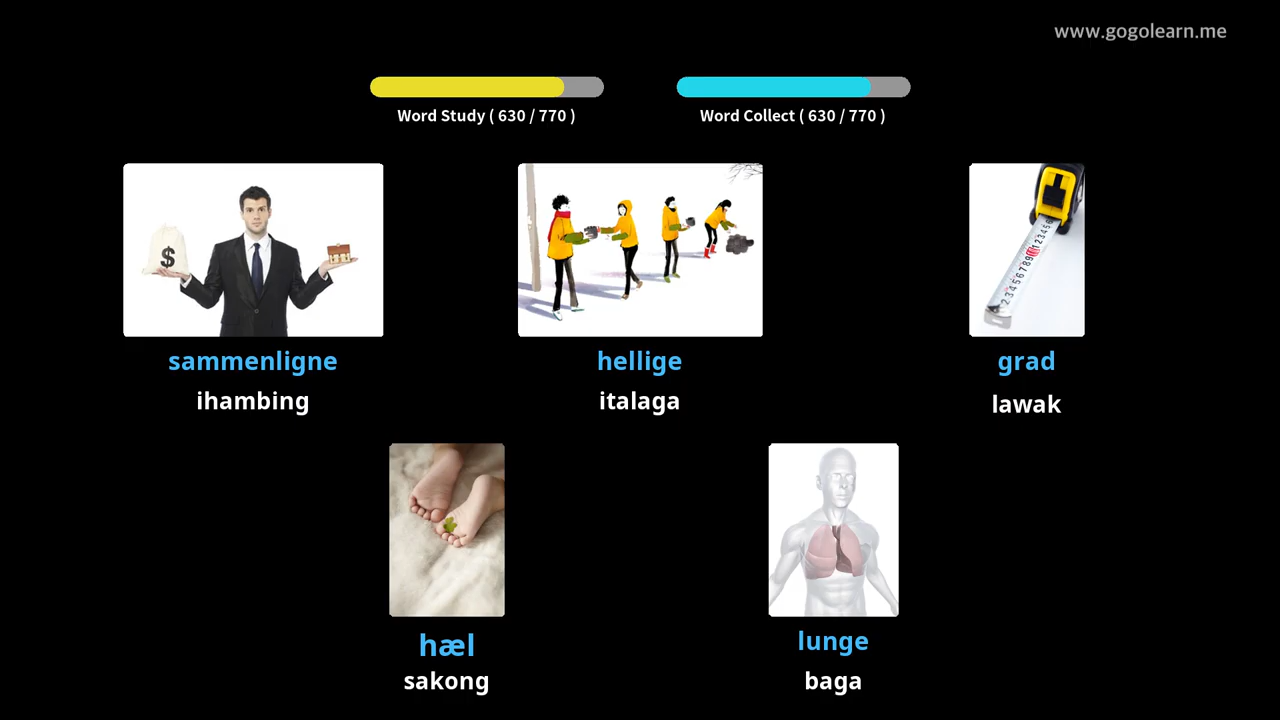 www.gogolearn.me
Word Study ( 630 / 770 )
Word Collect ( 630 / 770 )
$
sammenligne
ihambing
hellige
italaga
grad
lawak
hæl
sakong
lunge
baga